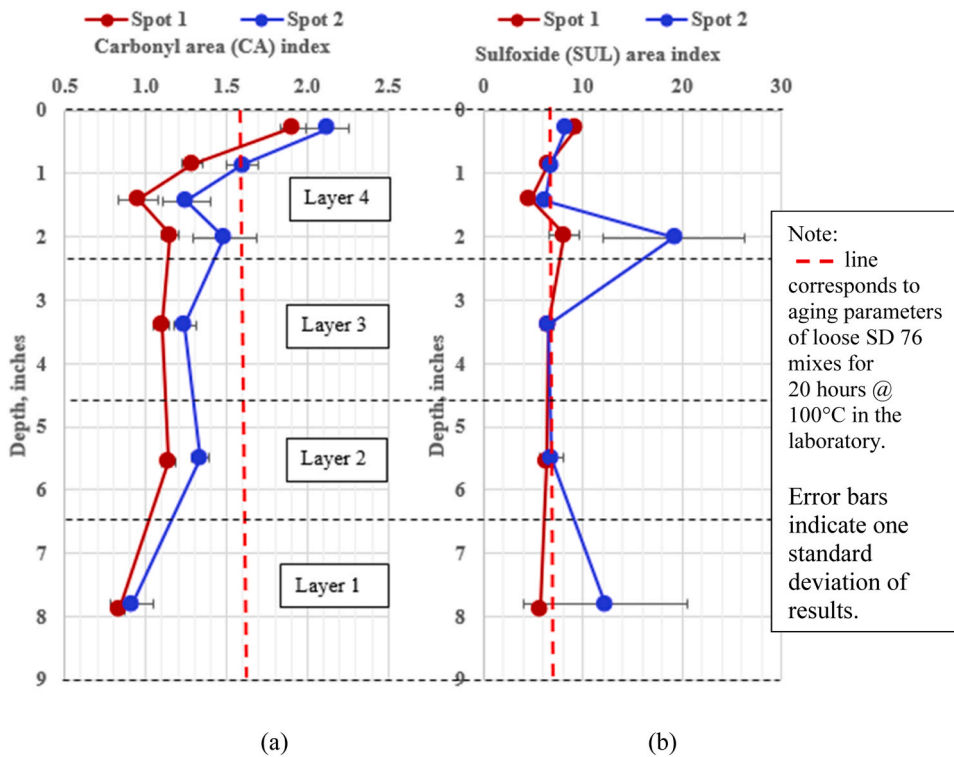 Spot 1 Spot 2
Carbonyl area (CA) index
0.5 1.0 1.5 2.0 2.5
0
1
2
3
4
5
6
7
8
9
Depth, inches
Layer 4
Layer 3
Layer 2
Layer 1
(a)
Spot 1 Spot 2
Sulfoxide (SUL) area index
0 10 20 30
0
1
2
3
4
5
6
7
8
9
Depth, inches
(b)
Note:
line
corresponds to
aging parameters
of loose SD 76
mixes for
20 hours @
100°C in the
laboratory.
Error bars
indicate one
standard
deviation of
results.